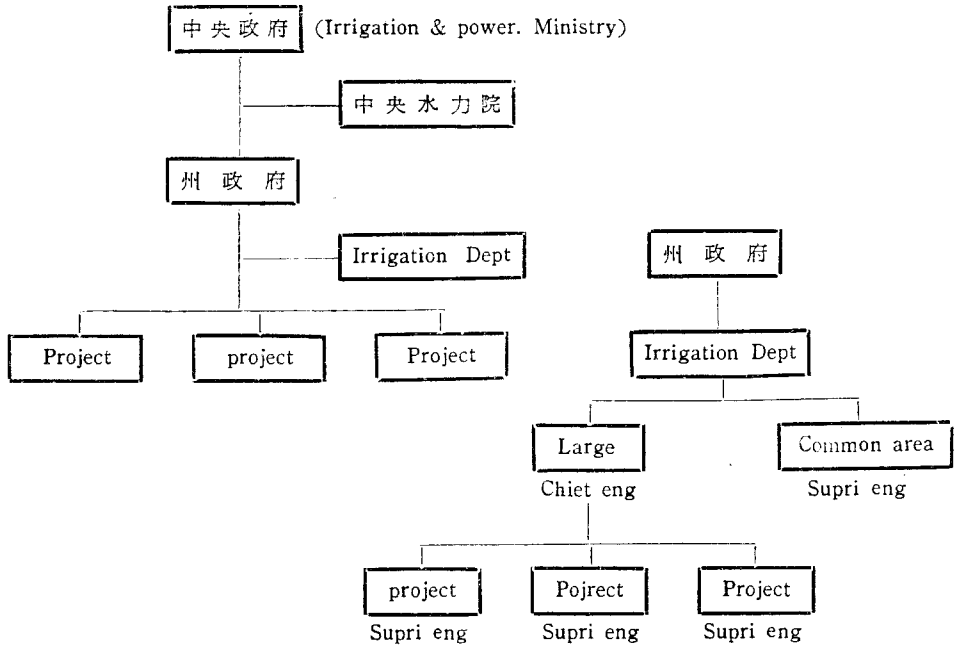 中央政府 (Irrigation & power. Ministry)
中央水力院
州政府
Irrigation Dept
Project project Project
州政府
Irrigation Dept
Large Common area
Chiet eng Supri eng
project Pojrect Project
Supri eng Supri eng Supri eng